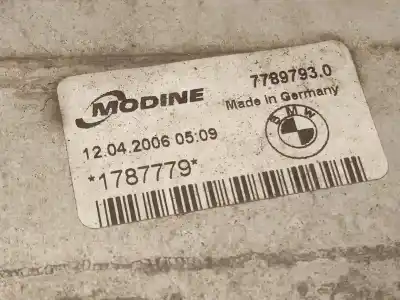 MODINE
7789793.0
Made in Germany
BMW
12.04.2006 05:09
*1787779*